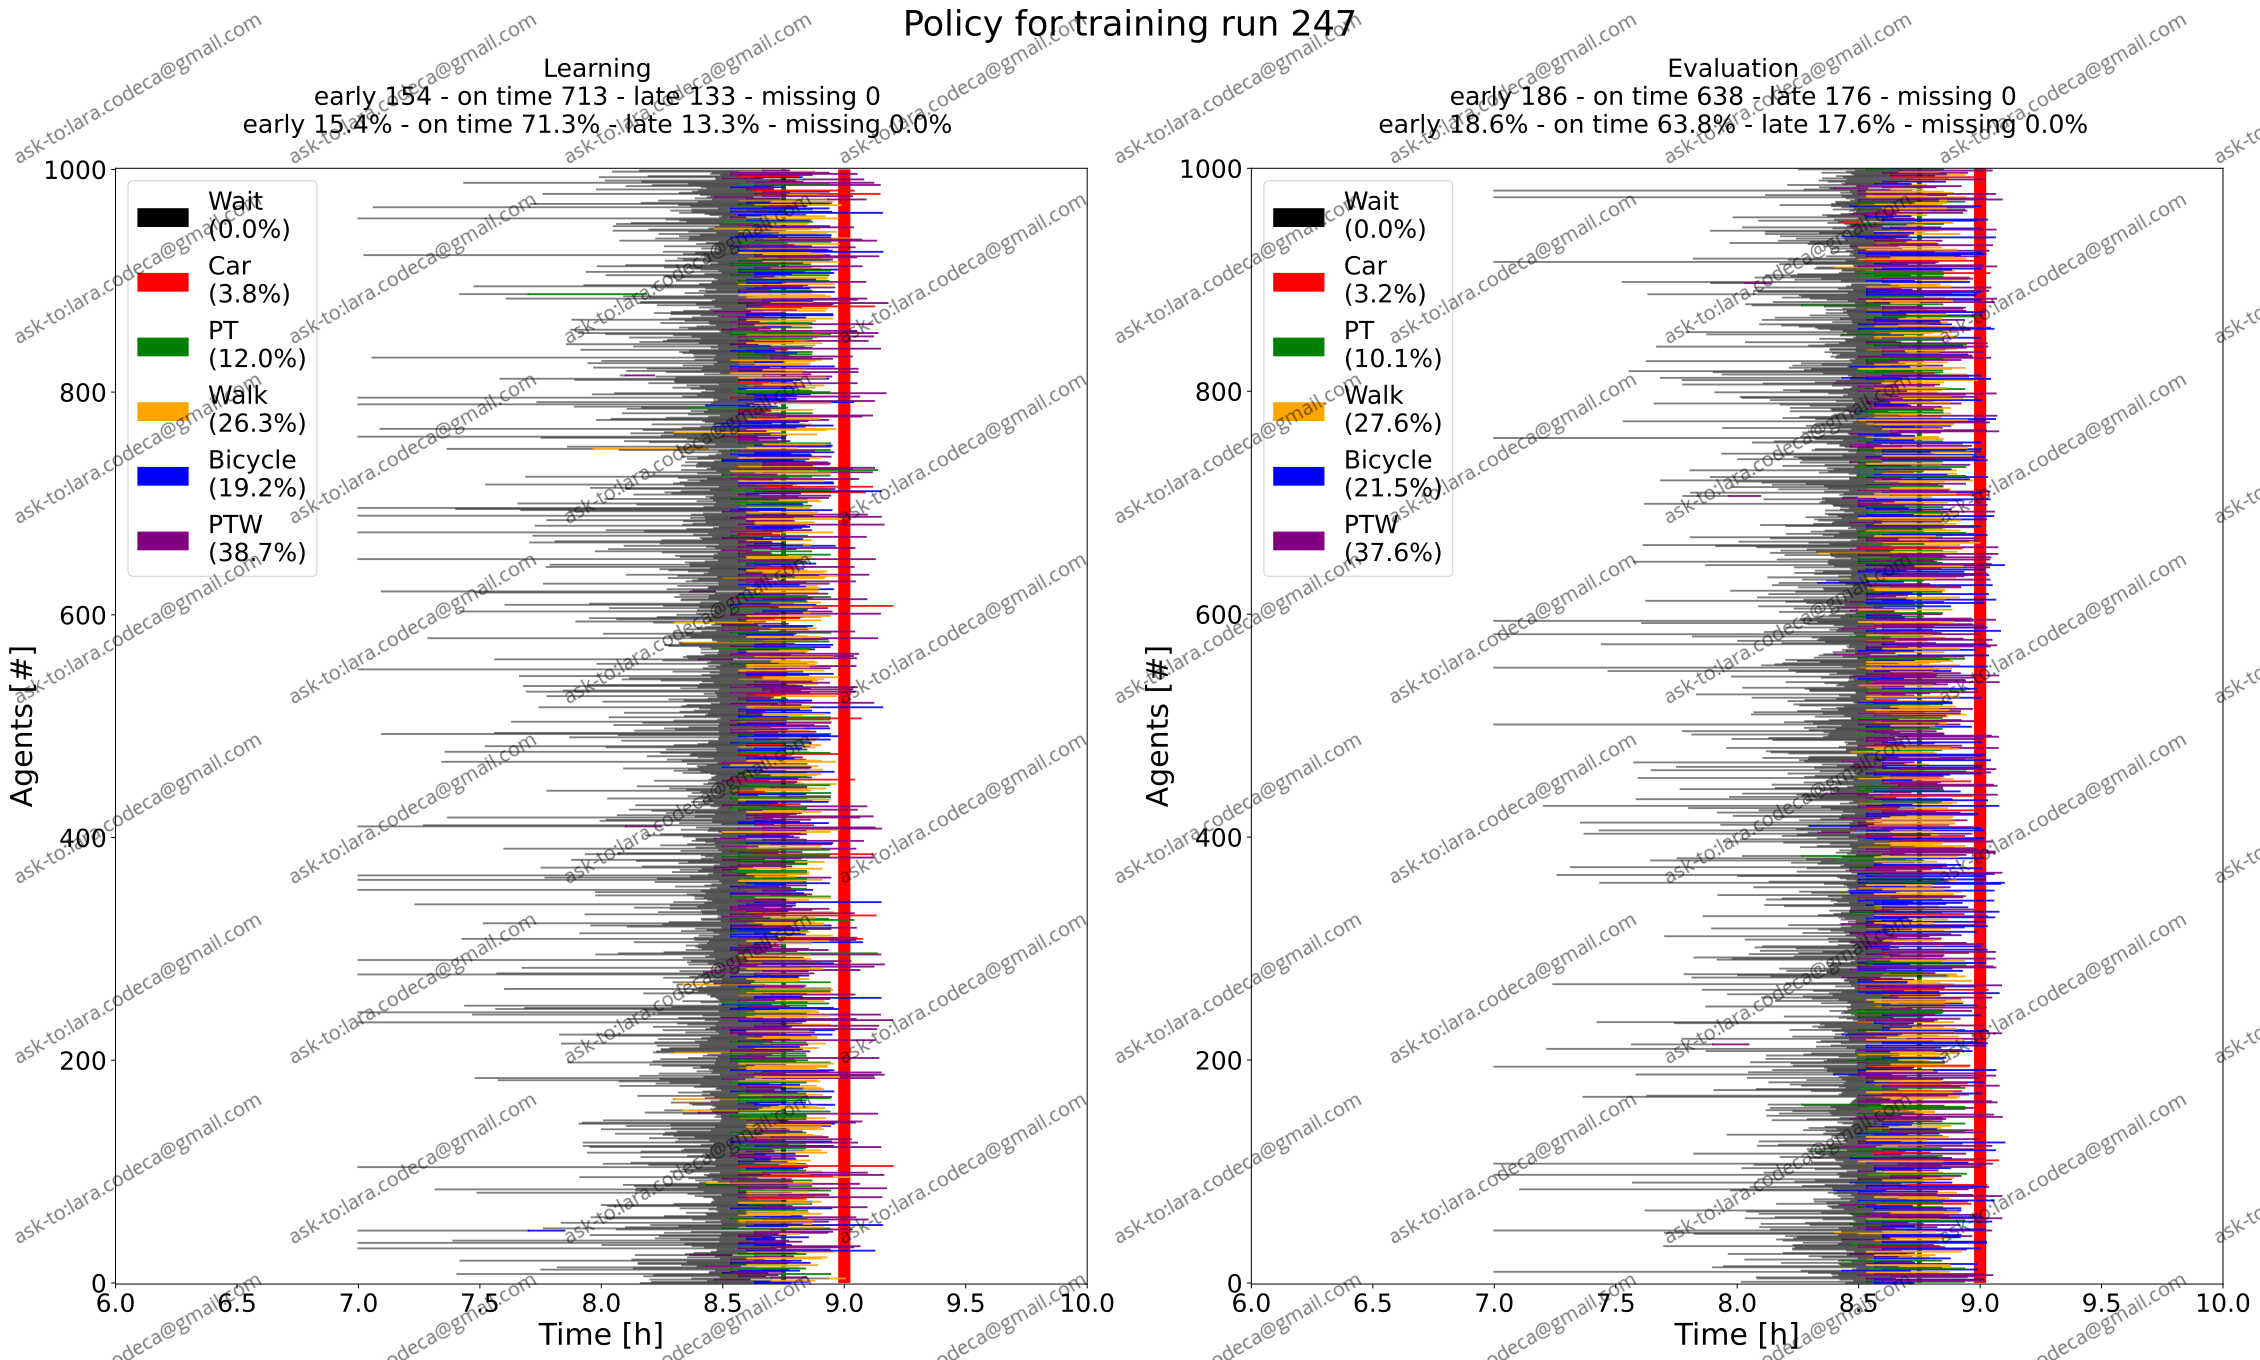 Policy for training run 247
Learning
early 154 - on time 713 - late 133 - missing 0
early 15.4% - on time 71.3% - late 13.3% - missing 0.0%
1000
800
600
400
200
0
Agents [#]
Wait
(0.0%)
Car
(3.8%)
PT
(12.0%)
Walk
(26.3%)
Bicycle
(19.2%)
PTW
(38.7%)
6.0 6.5 7.0 7.5 8.0 8.5 9.0 9.5 10.0
Time [h]
Evaluation
early 186 - on time 638 - late 176 - missing 0
early 18.6% - on time 63.8% - late 17.6% - missing 0.0%
1000
800
600
400
200
0
Agents [#]
Wait
(0.0%)
Car
(3.2%)
PT
(10.1%)
Walk
(27.6%)
Bicycle
(21.5%)
PTW
(37.6%)
6.0 6.5 7.0 7.5 8.0 8.5 9.0 9.5 10.0
Time [h]
ask-to:lara.codeca@gmail.com